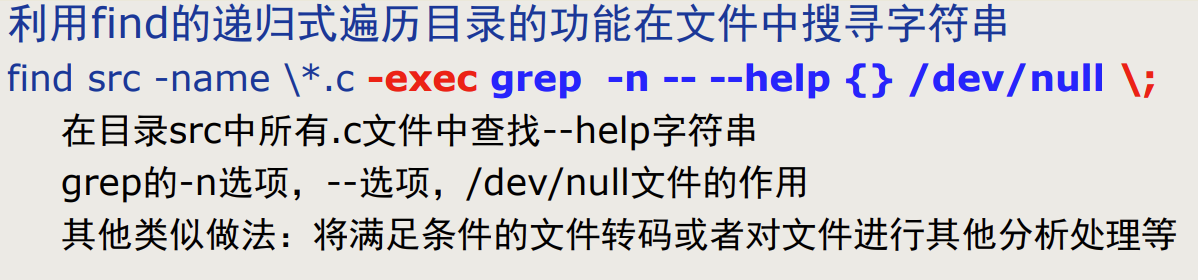 利用find的递归式遍历目录的功能在文件中搜寻字符串
find src -name \*.c -exec grep  -n -- --help {} /dev/null \;
在目录src中所有.c文件中查找--help字符串
grep的-n选项，--选项，/dev/null文件的作用
其他类似做法：将满足条件的文件转码或者对文件进行其他分析处理等